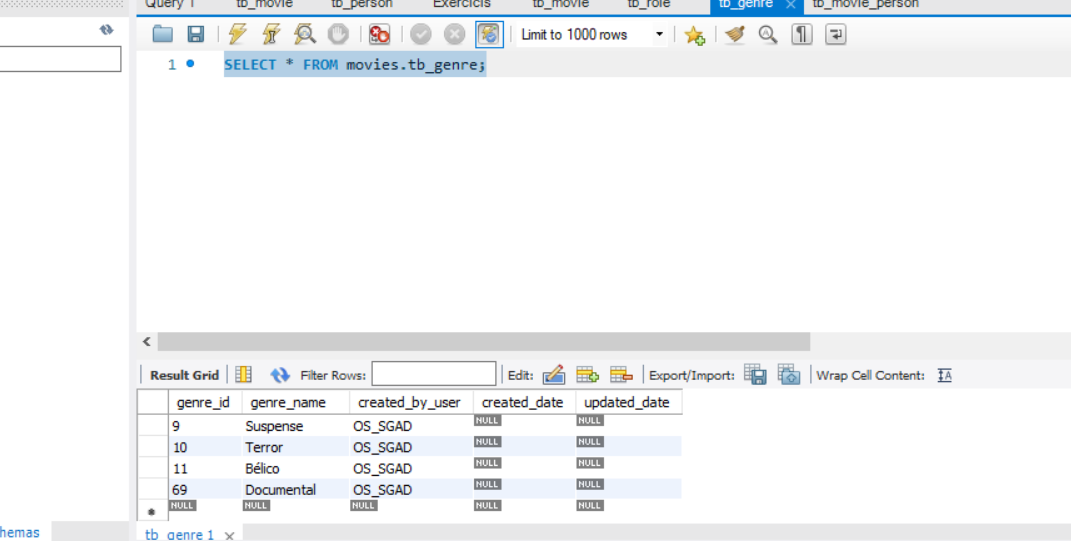 Query 1 tb_movie tb_person Exercicis tb_movie tb_role tb_genre tb_movie_person
Limit to 1000 rows
1 SELECT * FROM movies.tb_genre;
Result Grid Filter Rows: Edit: Export/Import: Wrap Cell Content:
genre_id genre_name created_by_user created_date updated_date
9 Suspense OS_SGAD NULL NULL
10 Terror OS_SGAD NULL NULL
11 Bélico OS_SGAD NULL NULL
69 Documental OS_SGAD NULL NULL
NULL NULL NULL NULL NULL
hemas tb_genre 1